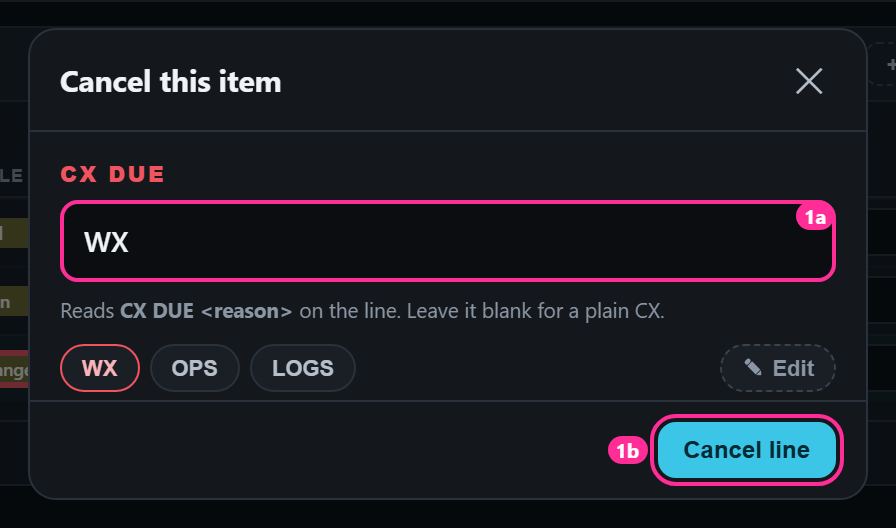 Cancel this item
LE
CX DUE
1a
WX
Reads CX DUE <reason> on the line. Leave it blank for a plain CX.
WX OPS LOGS Edit
1b Cancel line